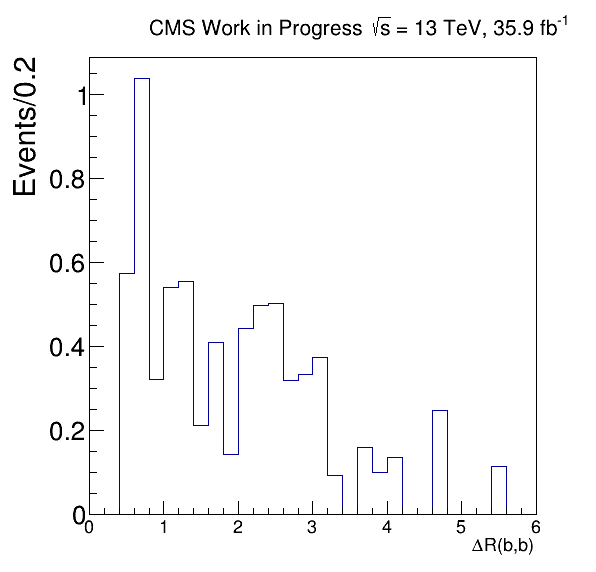 CMS Work in Progress √s = 13 TeV, 35.9 fb⁻¹
Events/0.2
1
0.8
0.6
0.4
0.2
0
0 1 2 3 4 5 6
ΔR(b,b)